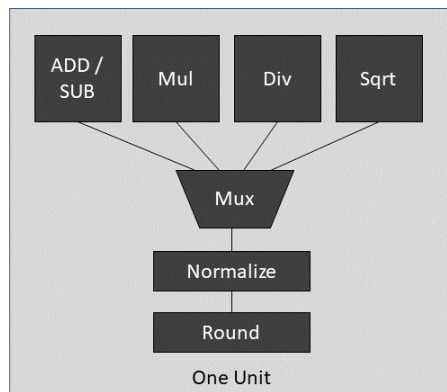 ADD /
SUB
Mul
Div
Sqrt
Mux
Normalize
Round
One Unit